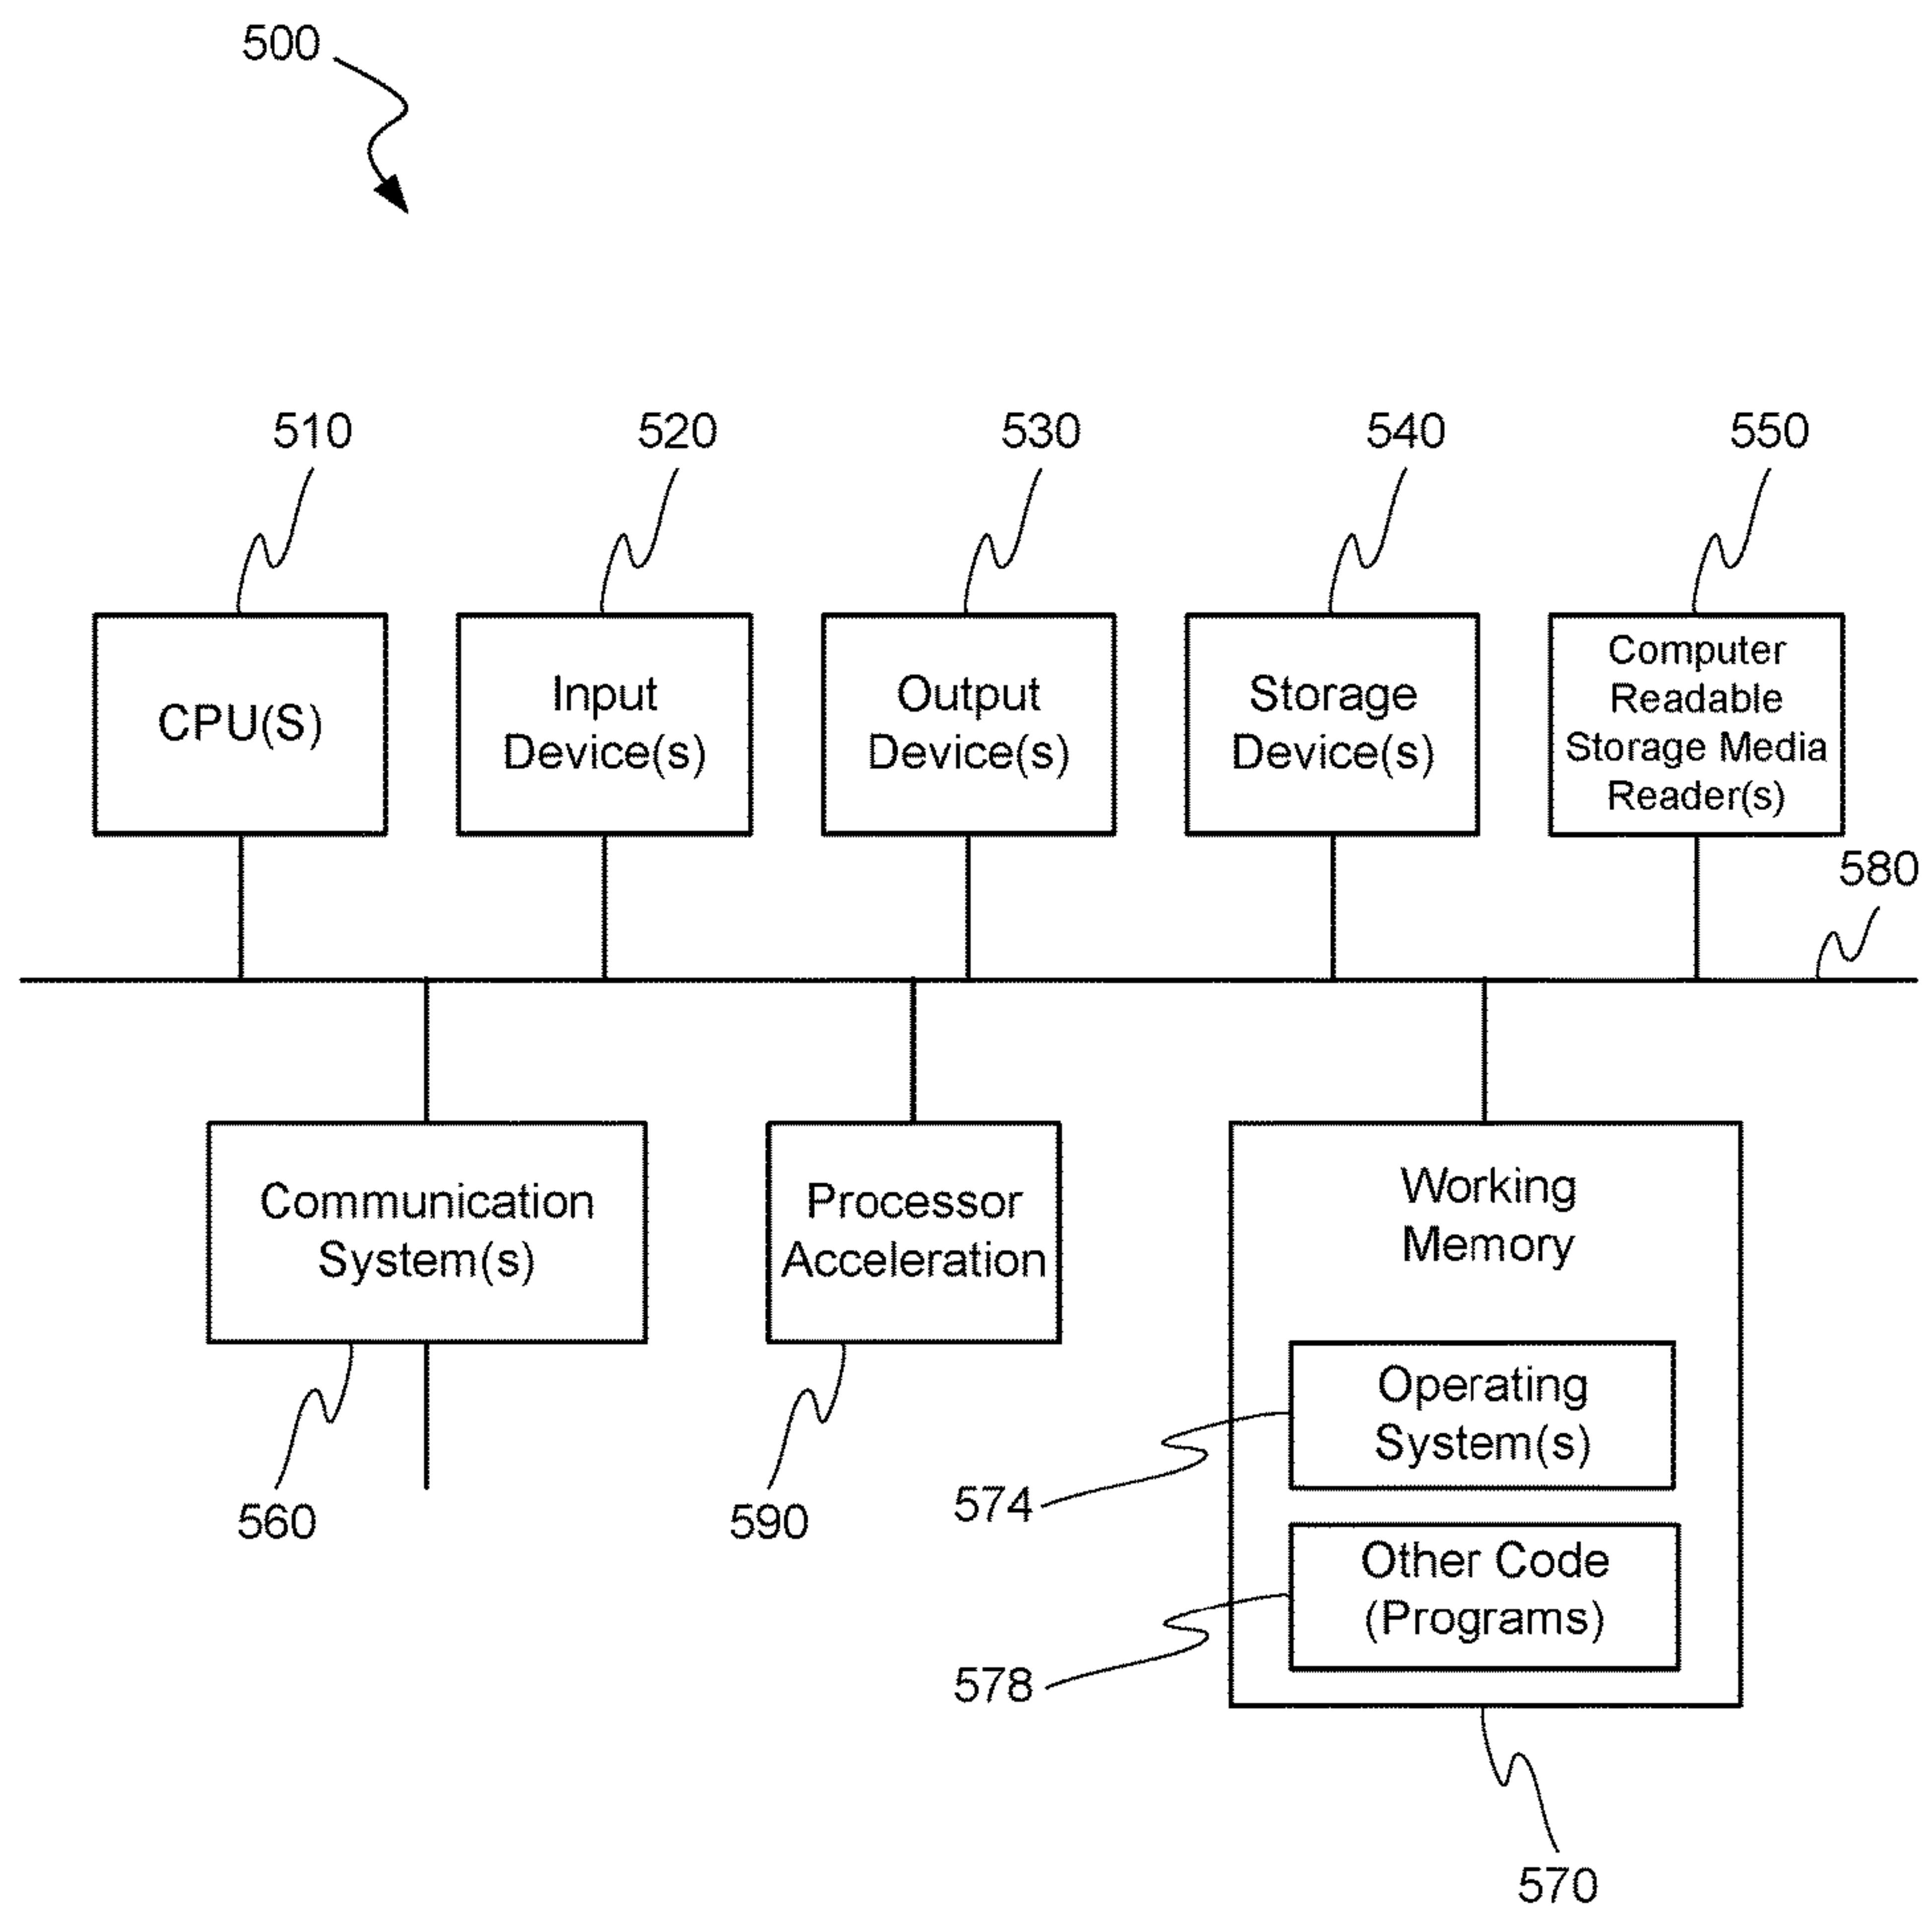 500
510
520
530
540
550
CPU(S)
Input
Device(s)
Output
Device(s)
Storage
Device(s)
Computer
Readable
Storage Media
Reader(s)
580
Communication
System(s)
Processor
Acceleration
Working
Memory
Operating
System(s)
574
560
590
Other Code
(Programs)
578
570